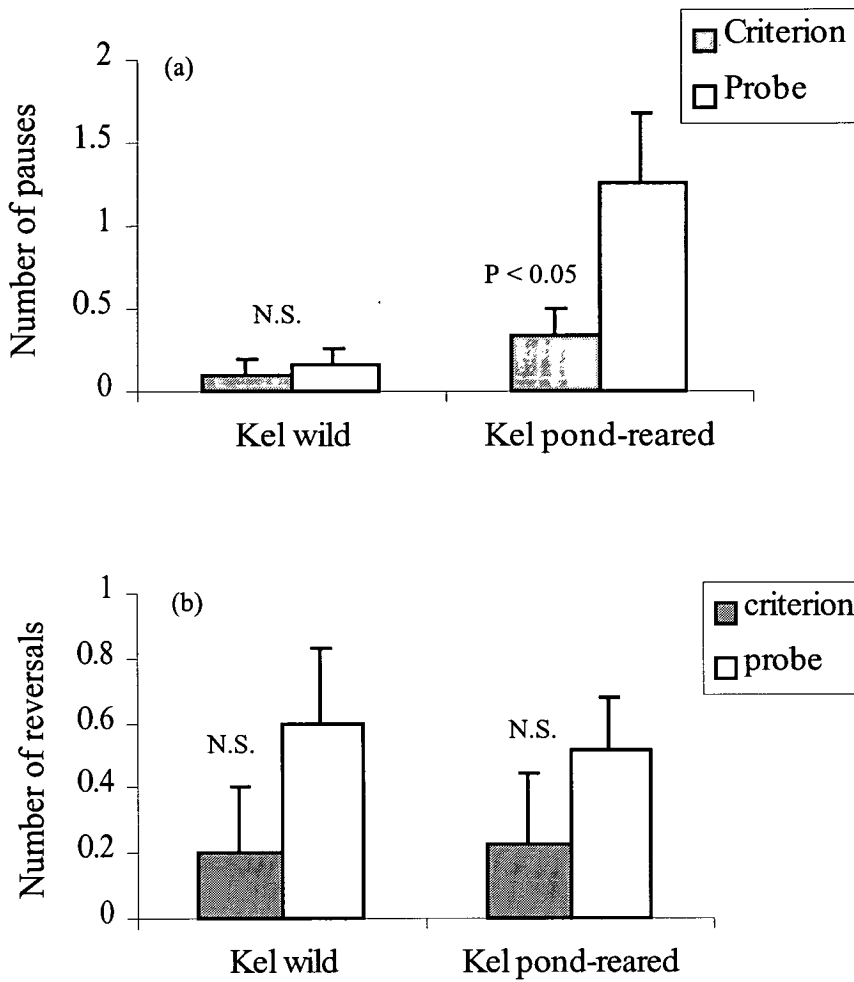 (a)
Criterion
Probe
Number of pauses
2
1.5
1
0.5
0
N.S.
P < 0.05
Kel wild
Kel pond-reared
(b)
criterion
probe
Number of reversals
1
0.8
0.6
0.4
0.2
0
N.S.
N.S.
Kel wild
Kel pond-reared